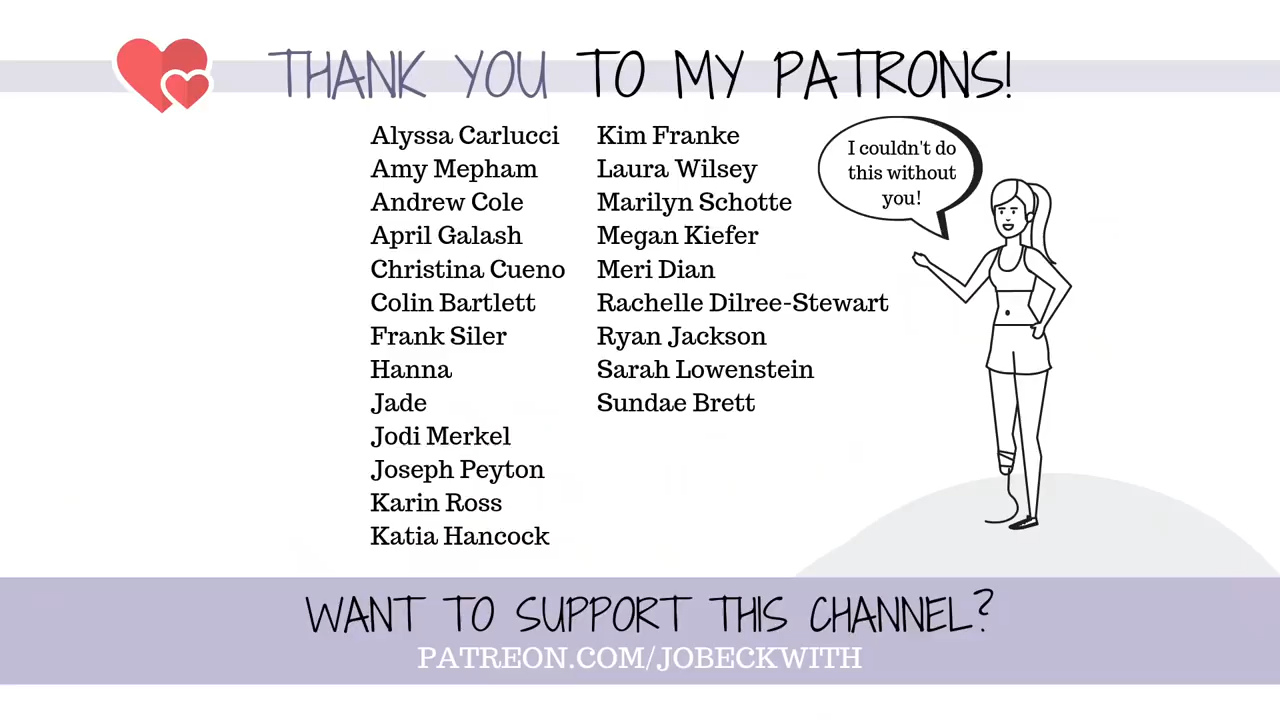 THANK YOU TO MY PATRONS!
Alyssa Carlucci
Amy Mepham
Andrew Cole
April Galash
Christina Cueno
Colin Bartlett
Frank Siler
Hanna
Jade
Jodi Merkel
Joseph Peyton
Karin Ross
Katia Hancock
Kim Franke
Laura Wilsey
Marilyn Schotte
Megan Kiefer
Meri Dian
Rachelle Dilree-Stewart
Ryan Jackson
Sarah Lowenstein
Sundae Brett
I couldn't do
this without
you!
WANT TO SUPPORT THIS CHANNEL?
PATREON.COM/JOBECKWITH